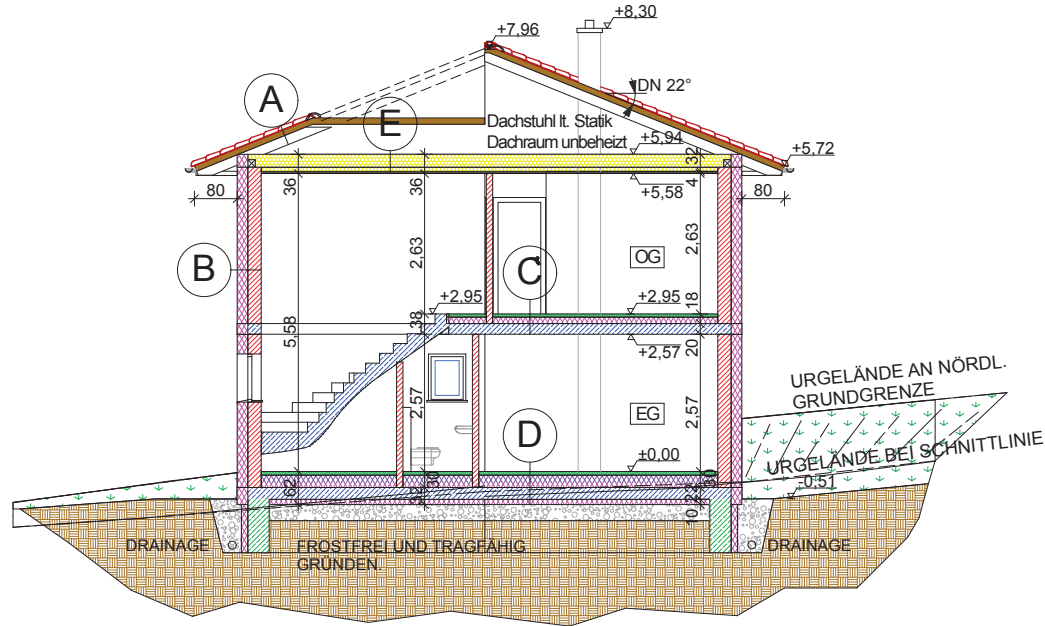 +8,30
+7,96
DN 22°
A
E
Dachstuhl lt. Statik
Dachraum unbeheizt
+5,94
+5,72
32
80
36
36
4
+5,58
80
B
2,63
2,63
C
OG
+2,95
+2,95
18
38
5,58
20
+2,57
URGELÄNDE AN NÖRDL.
GRUNDGRENZE
2,57
2,57
EG
D
±0,00
URGELÄNDE BEI SCHNITTLINIE
62
30
30
-0,51
10
22
DRAINAGE
FROSTFREI UND TRAGFÄHIG
GRÜNDEN.
DRAINAGE